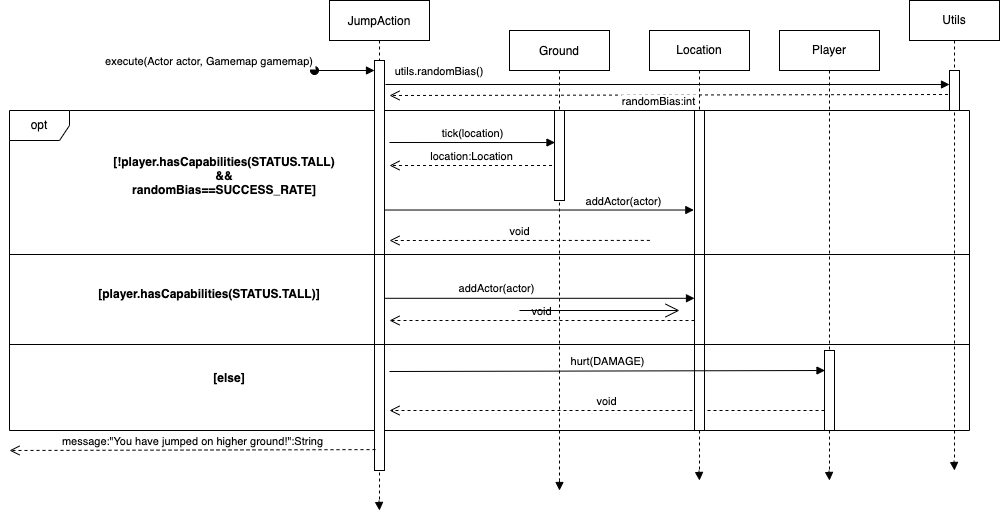 JumpAction
Utils
Ground
Location
Player
execute(Actor actor, Gamemap gamemap)
utils.randomBias()
randomBias:int
opt
tick(location)
location:Location
[!player.hasCapabilities(STATUS.TALL)
&&
randomBias==SUCCESS_RATE]
addActor(actor)
void
[player.hasCapabilities(STATUS.TALL)]
addActor(actor)
void
hurt(DAMAGE)
[else]
void
message:"You have jumped on higher ground!":String